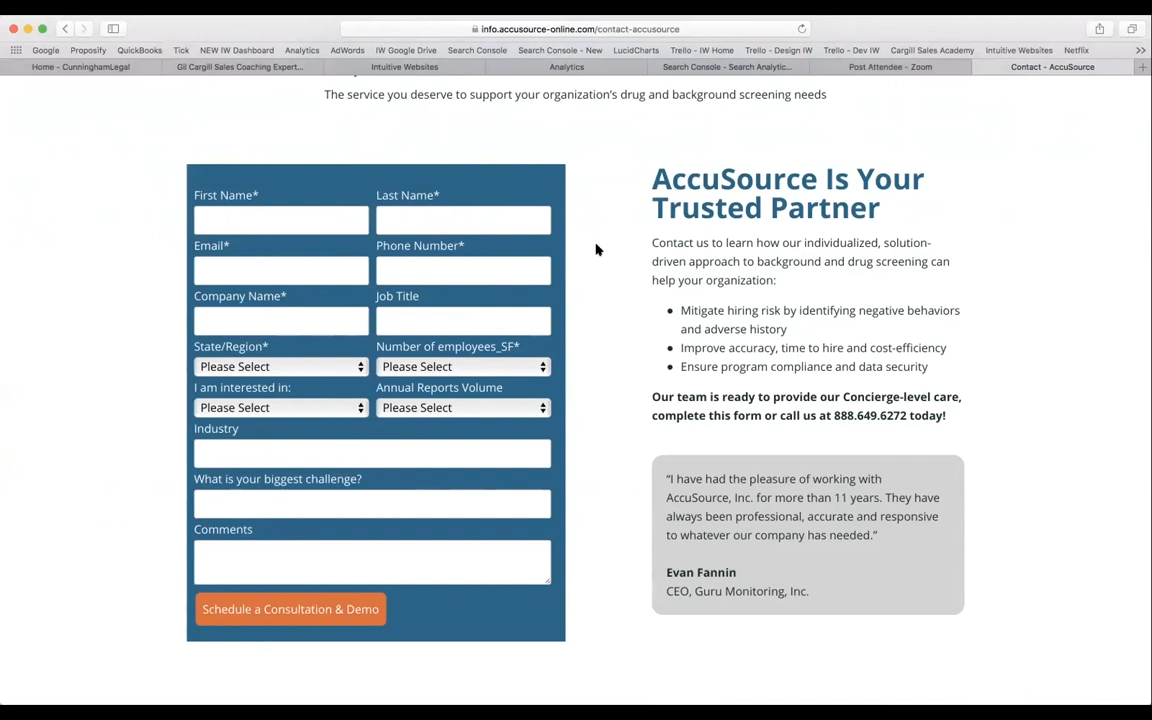 info.accusource-online.com/contact-accusource
Google Proposify QuickBooks Tick NEW IW Dashboard Analytics AdWords IW Google Drive Search Console Search Console - New LucidCharts Trello - IW Home Trello - Design IW Trello - Dev IW Cargill Sales Academy Intuitive Websites Netflix
Home - CunninghamLegal Gil Cargill Sales Coaching Expert... Intuitive Websites Analytics Search Console - Search Analytic... Post Attendee - Zoom Contact - AccuSource
The service you deserve to support your organization's drug and background screening needs
First Name* Last Name*
Email* Phone Number*
Company Name* Job Title
State/Region* Number of employees_SF*
Please Select Please Select
I am interested in: Annual Reports Volume
Please Select Please Select
Industry
What is your biggest challenge?
Comments
Schedule a Consultation & Demo
AccuSource Is Your
Trusted Partner
Contact us to learn how our individualized, solution-
driven approach to background and drug screening can
help your organization:
● Mitigate hiring risk by identifying negative behaviors
and adverse history
● Improve accuracy, time to hire and cost-efficiency
● Ensure program compliance and data security
Our team is ready to provide our Concierge-level care,
complete this form or call us at 888.649.6272 today!
“I have had the pleasure of working with
AccuSource, Inc. for more than 11 years. They have
always been professional, accurate and responsive
to whatever our company has needed.”
Evan Fannin
CEO, Guru Monitoring, Inc.